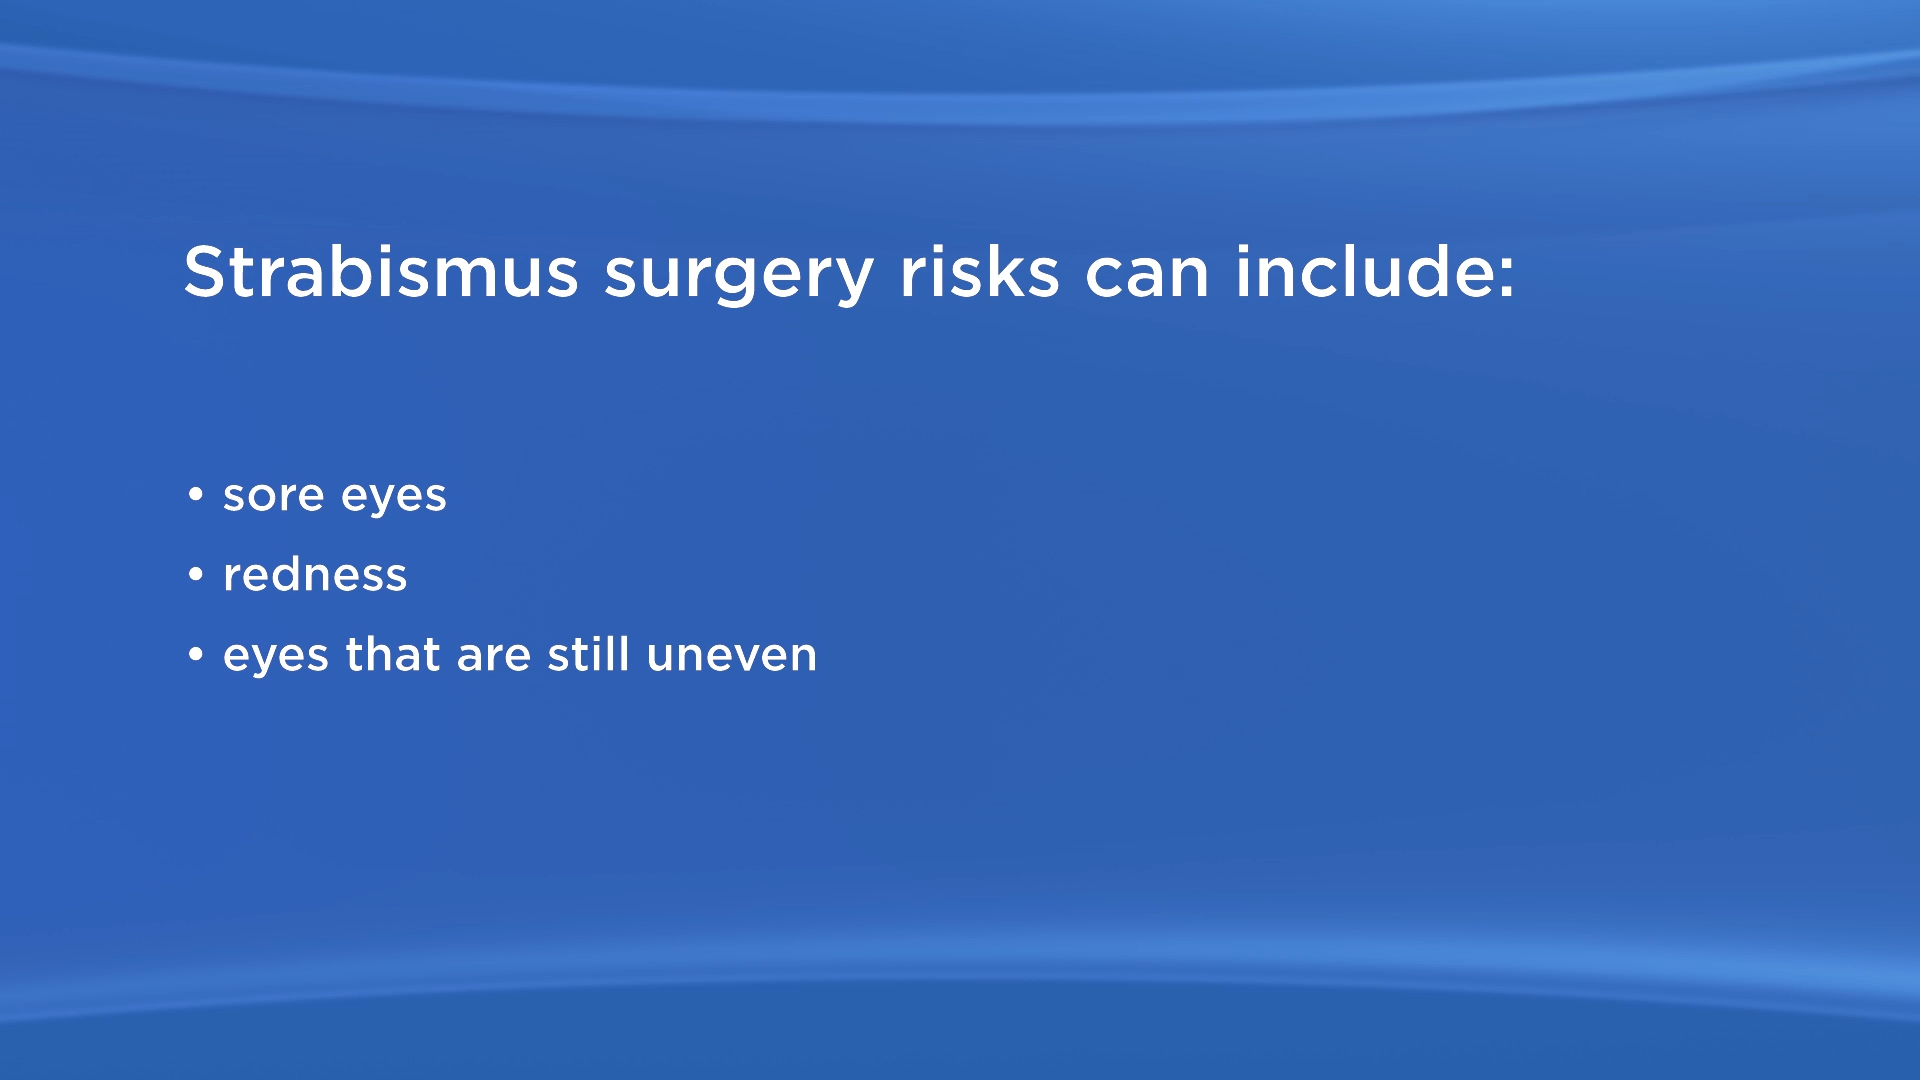 Strabismus surgery risks can include:
• sore eyes
• redness
• eyes that are still uneven